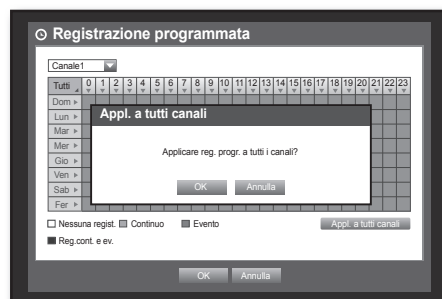 Registrazione programmata
Canale1
Tutti 0 1 2 3 4 5 6 7 8 9 10 11 12 13 14 15 16 17 18 19 20 21 22 23
Dom
Lun
Mar
Mer
Gio
Ven
Sab
Fer
Appl. a tutti canali
Applicare reg. progr. a tutti i canali?
OK Annulla
Nessuna regist. Continuo Evento Appl. a tutti canali
Reg.cont. e ev.
OK Annulla